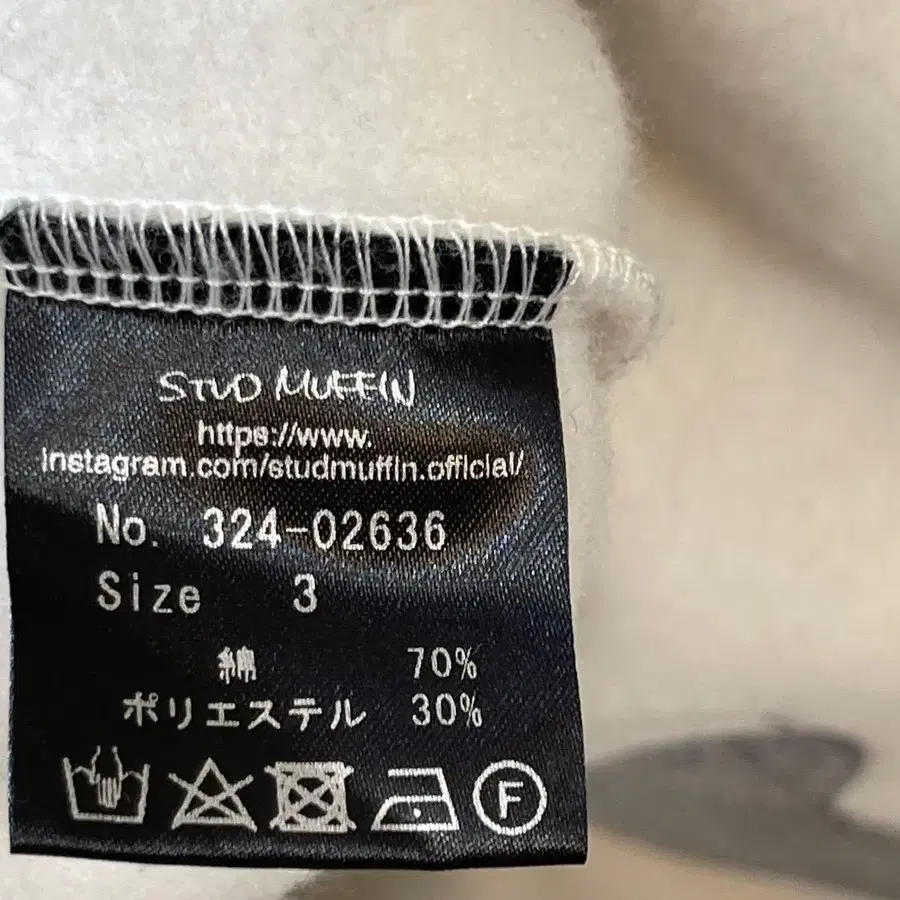 STUD MUFFIN
https://www.
instagram.com/studmuffin.official/
No. 324-02636
Size 3
綿 70%
ポリエステル 30%
F